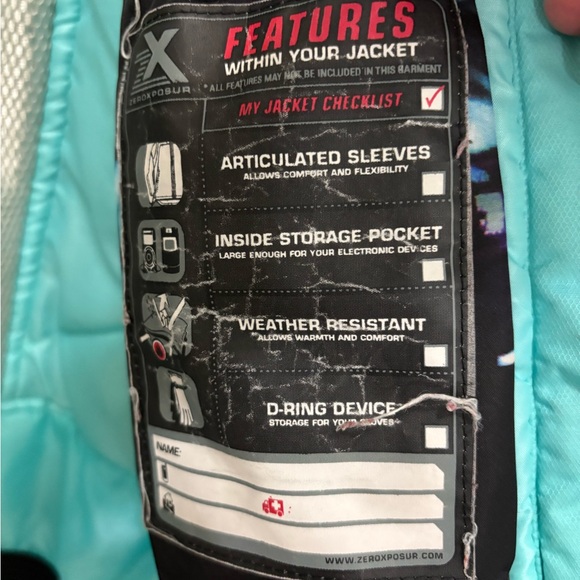 X
ZEROXPOSUR
FEATURES
WITHIN YOUR JACKET
*ALL FEATURES MAY NOT BE INCLUDED IN THIS GARMENT
MY JACKET CHECKLIST
ARTICULATED SLEEVES
ALLOWS COMFORT AND FLEXIBILITY
INSIDE STORAGE POCKET
LARGE ENOUGH FOR YOUR ELECTRONIC DEVICES
WEATHER RESISTANT
ALLOWS WARMTH AND COMFORT
D-RING DEVICE
STORAGE FOR YOUR GLOVES
NAME:
WWW.ZEROXPOSUR.COM